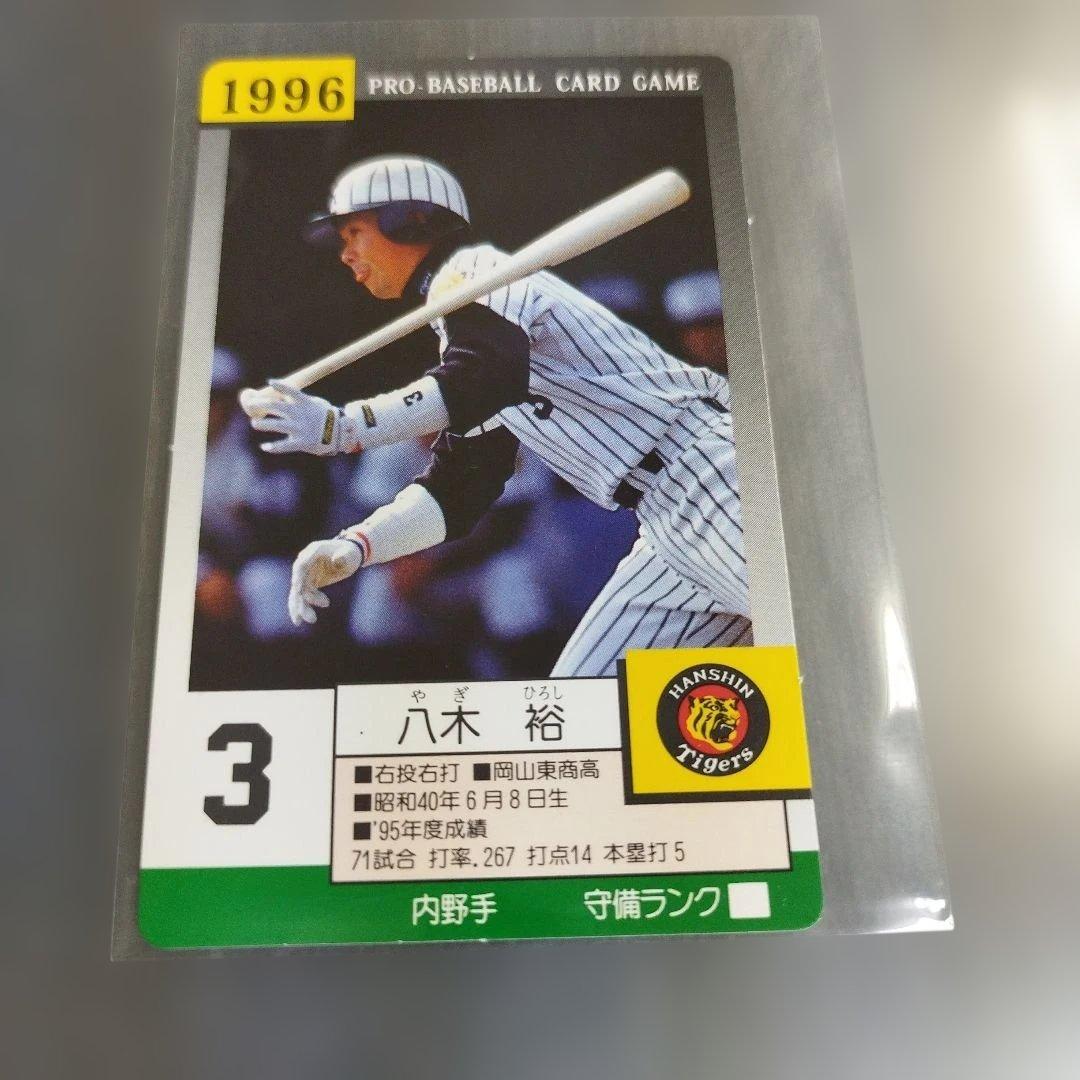 1996 PRO-BASEBALL CARD GAME
3
3
HANSHIN
Tigers
3
やぎ ひろし
八木 裕
■右投右打 ■岡山東商高
■昭和40年6月8日生
■'95年度成績
71試合 打率.267 打点14 本塁打5
内野手 守備ランク